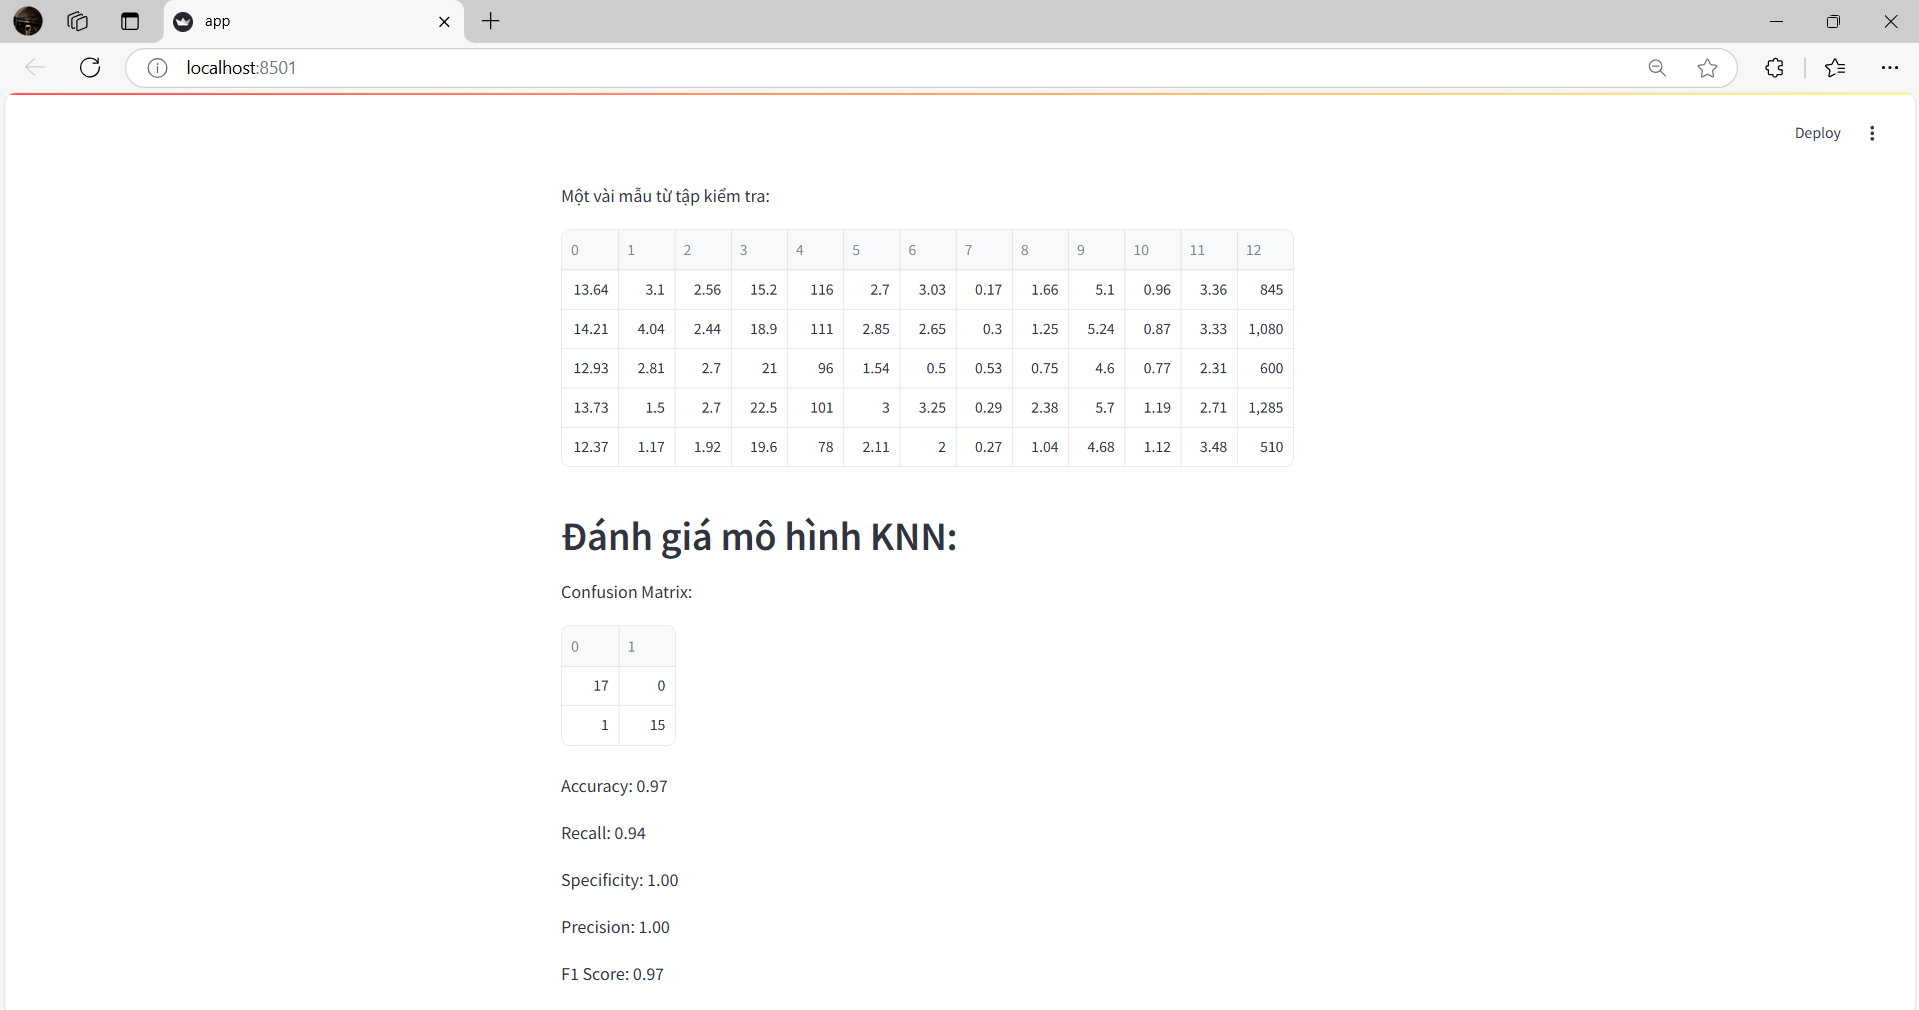 app
localhost:8501
Deploy
Một vài mẫu từ tập kiểm tra:
0 1 2 3 4 5 6 7 8 9 10 11 12
13.64 3.1 2.56 15.2 116 2.7 3.03 0.17 1.66 5.1 0.96 3.36 845
14.21 4.04 2.44 18.9 111 2.85 2.65 0.3 1.25 5.24 0.87 3.33 1,080
12.93 2.81 2.7 21 96 1.54 0.5 0.53 0.75 4.6 0.77 2.31 600
13.73 1.5 2.7 22.5 101 3 3.25 0.29 2.38 5.7 1.19 2.71 1,285
12.37 1.17 1.92 19.6 78 2.11 2 0.27 1.04 4.68 1.12 3.48 510
Đánh giá mô hình KNN:
Confusion Matrix:
0 1
17 0
1 15
Accuracy: 0.97
Recall: 0.94
Specificity: 1.00
Precision: 1.00
F1 Score: 0.97